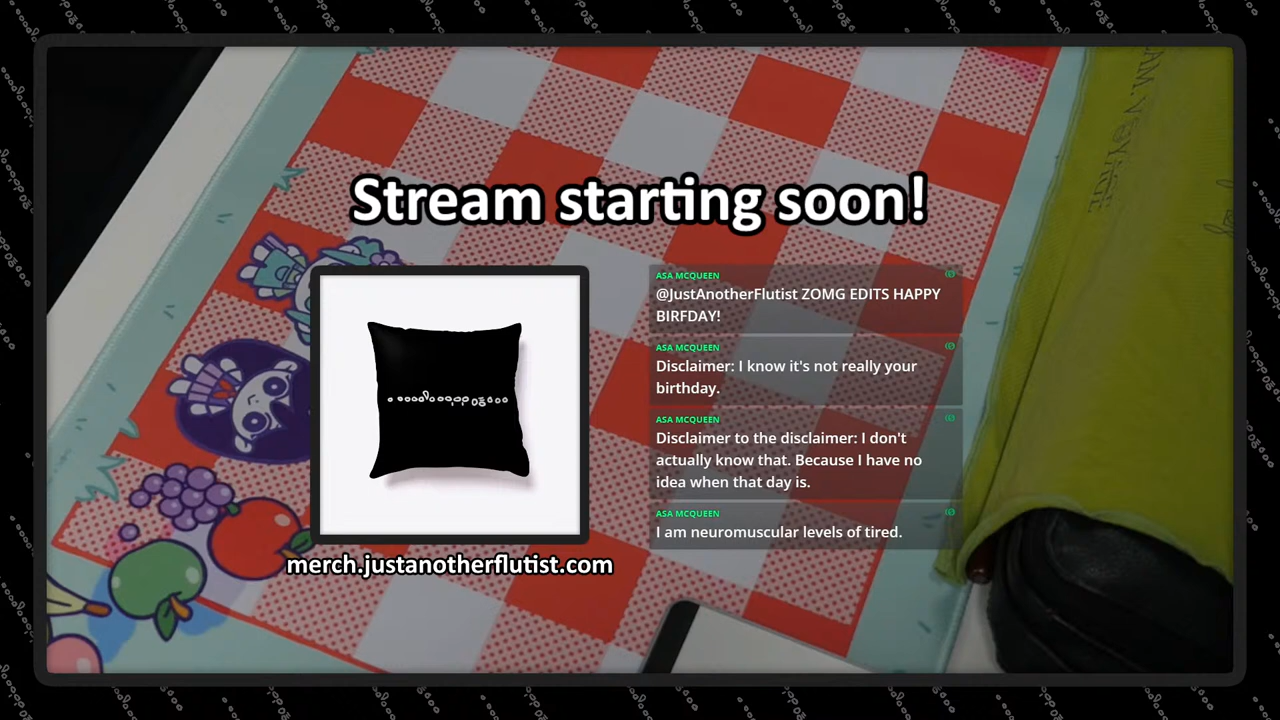 Stream starting soon!
ASA MCQUEEN
@JustAnotherFlutist ZOMG EDITS HAPPY
BIRFDAY!
ASA MCQUEEN
Disclaimer: I know it's not really your
birthday.
ASA MCQUEEN
Disclaimer to the disclaimer: I don't
actually know that. Because I have no
idea when that day is.
ASA MCQUEEN
I am neuromuscular levels of tired.
merch.justanotherflutist.com